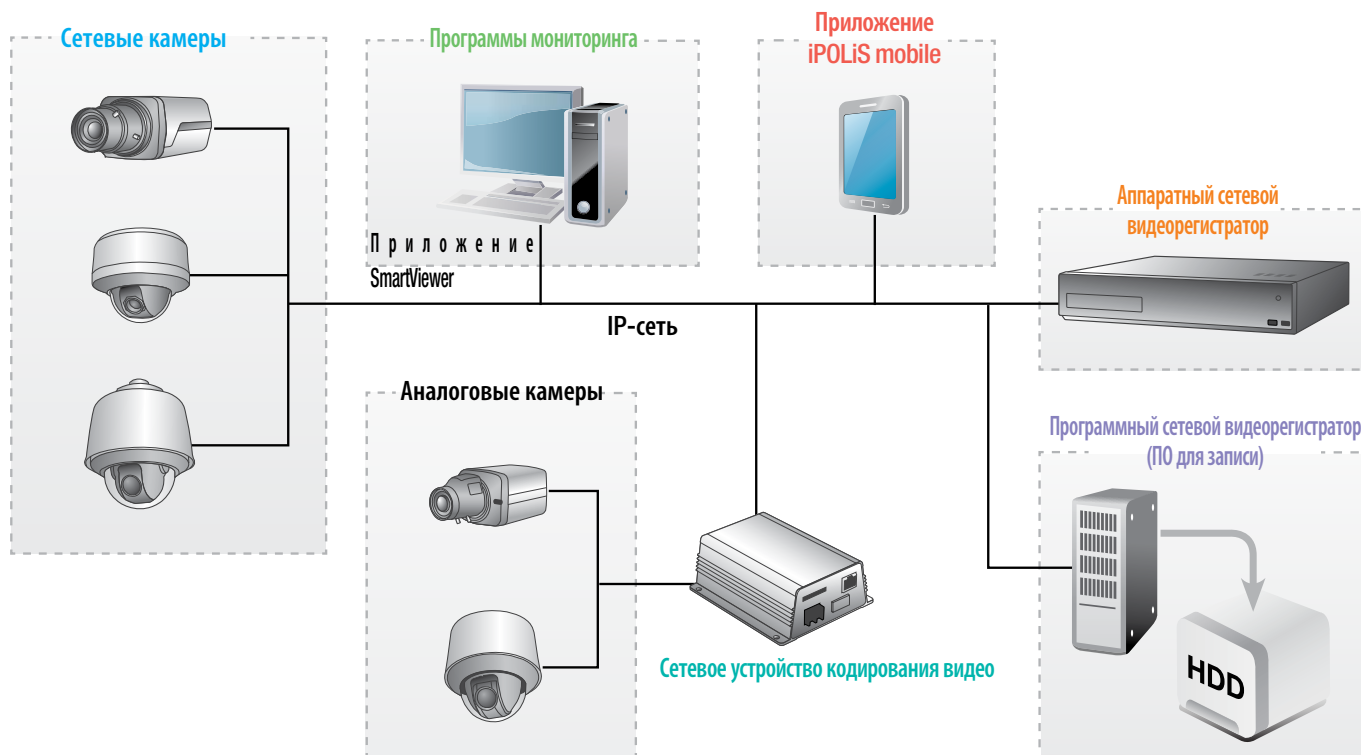 Сетевые камеры
Программы мониторинга
Приложение
iPOLiS mobile
Приложение
SmartViewer
Аппаратный сетевой
видеорегистратор
IP-сеть
Аналоговые камеры
Программный сетевой видеорегистратор
(ПО для записи)
Сетевое устройство кодирования видео
HDD